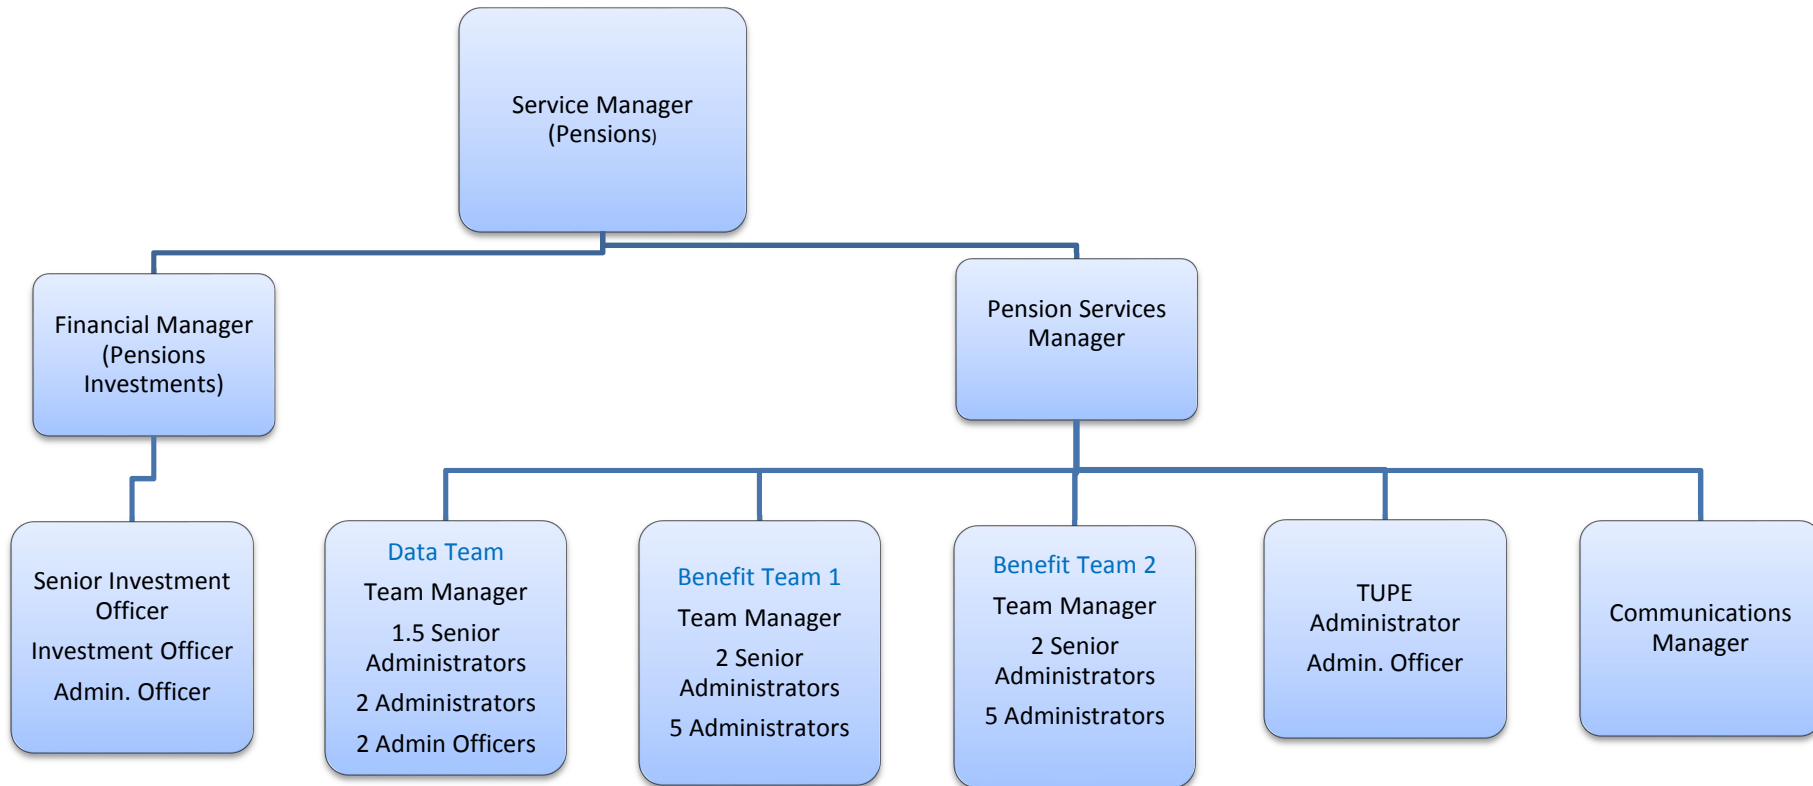 Service Manager
(Pensions)
Financial Manager
(Pensions
Investments)
Pension Services
Manager
Senior Investment
Officer
Investment Officer
Admin. Officer
Data Team
Team Manager
1.5 Senior
Administrators
2 Administrators
2 Admin Officers
Benefit Team 1
Team Manager
2 Senior
Administrators
5 Administrators
Benefit Team 2
Team Manager
2 Senior
Administrators
5 Administrators
TUPE
Administrator
Admin. Officer
Communications
Manager